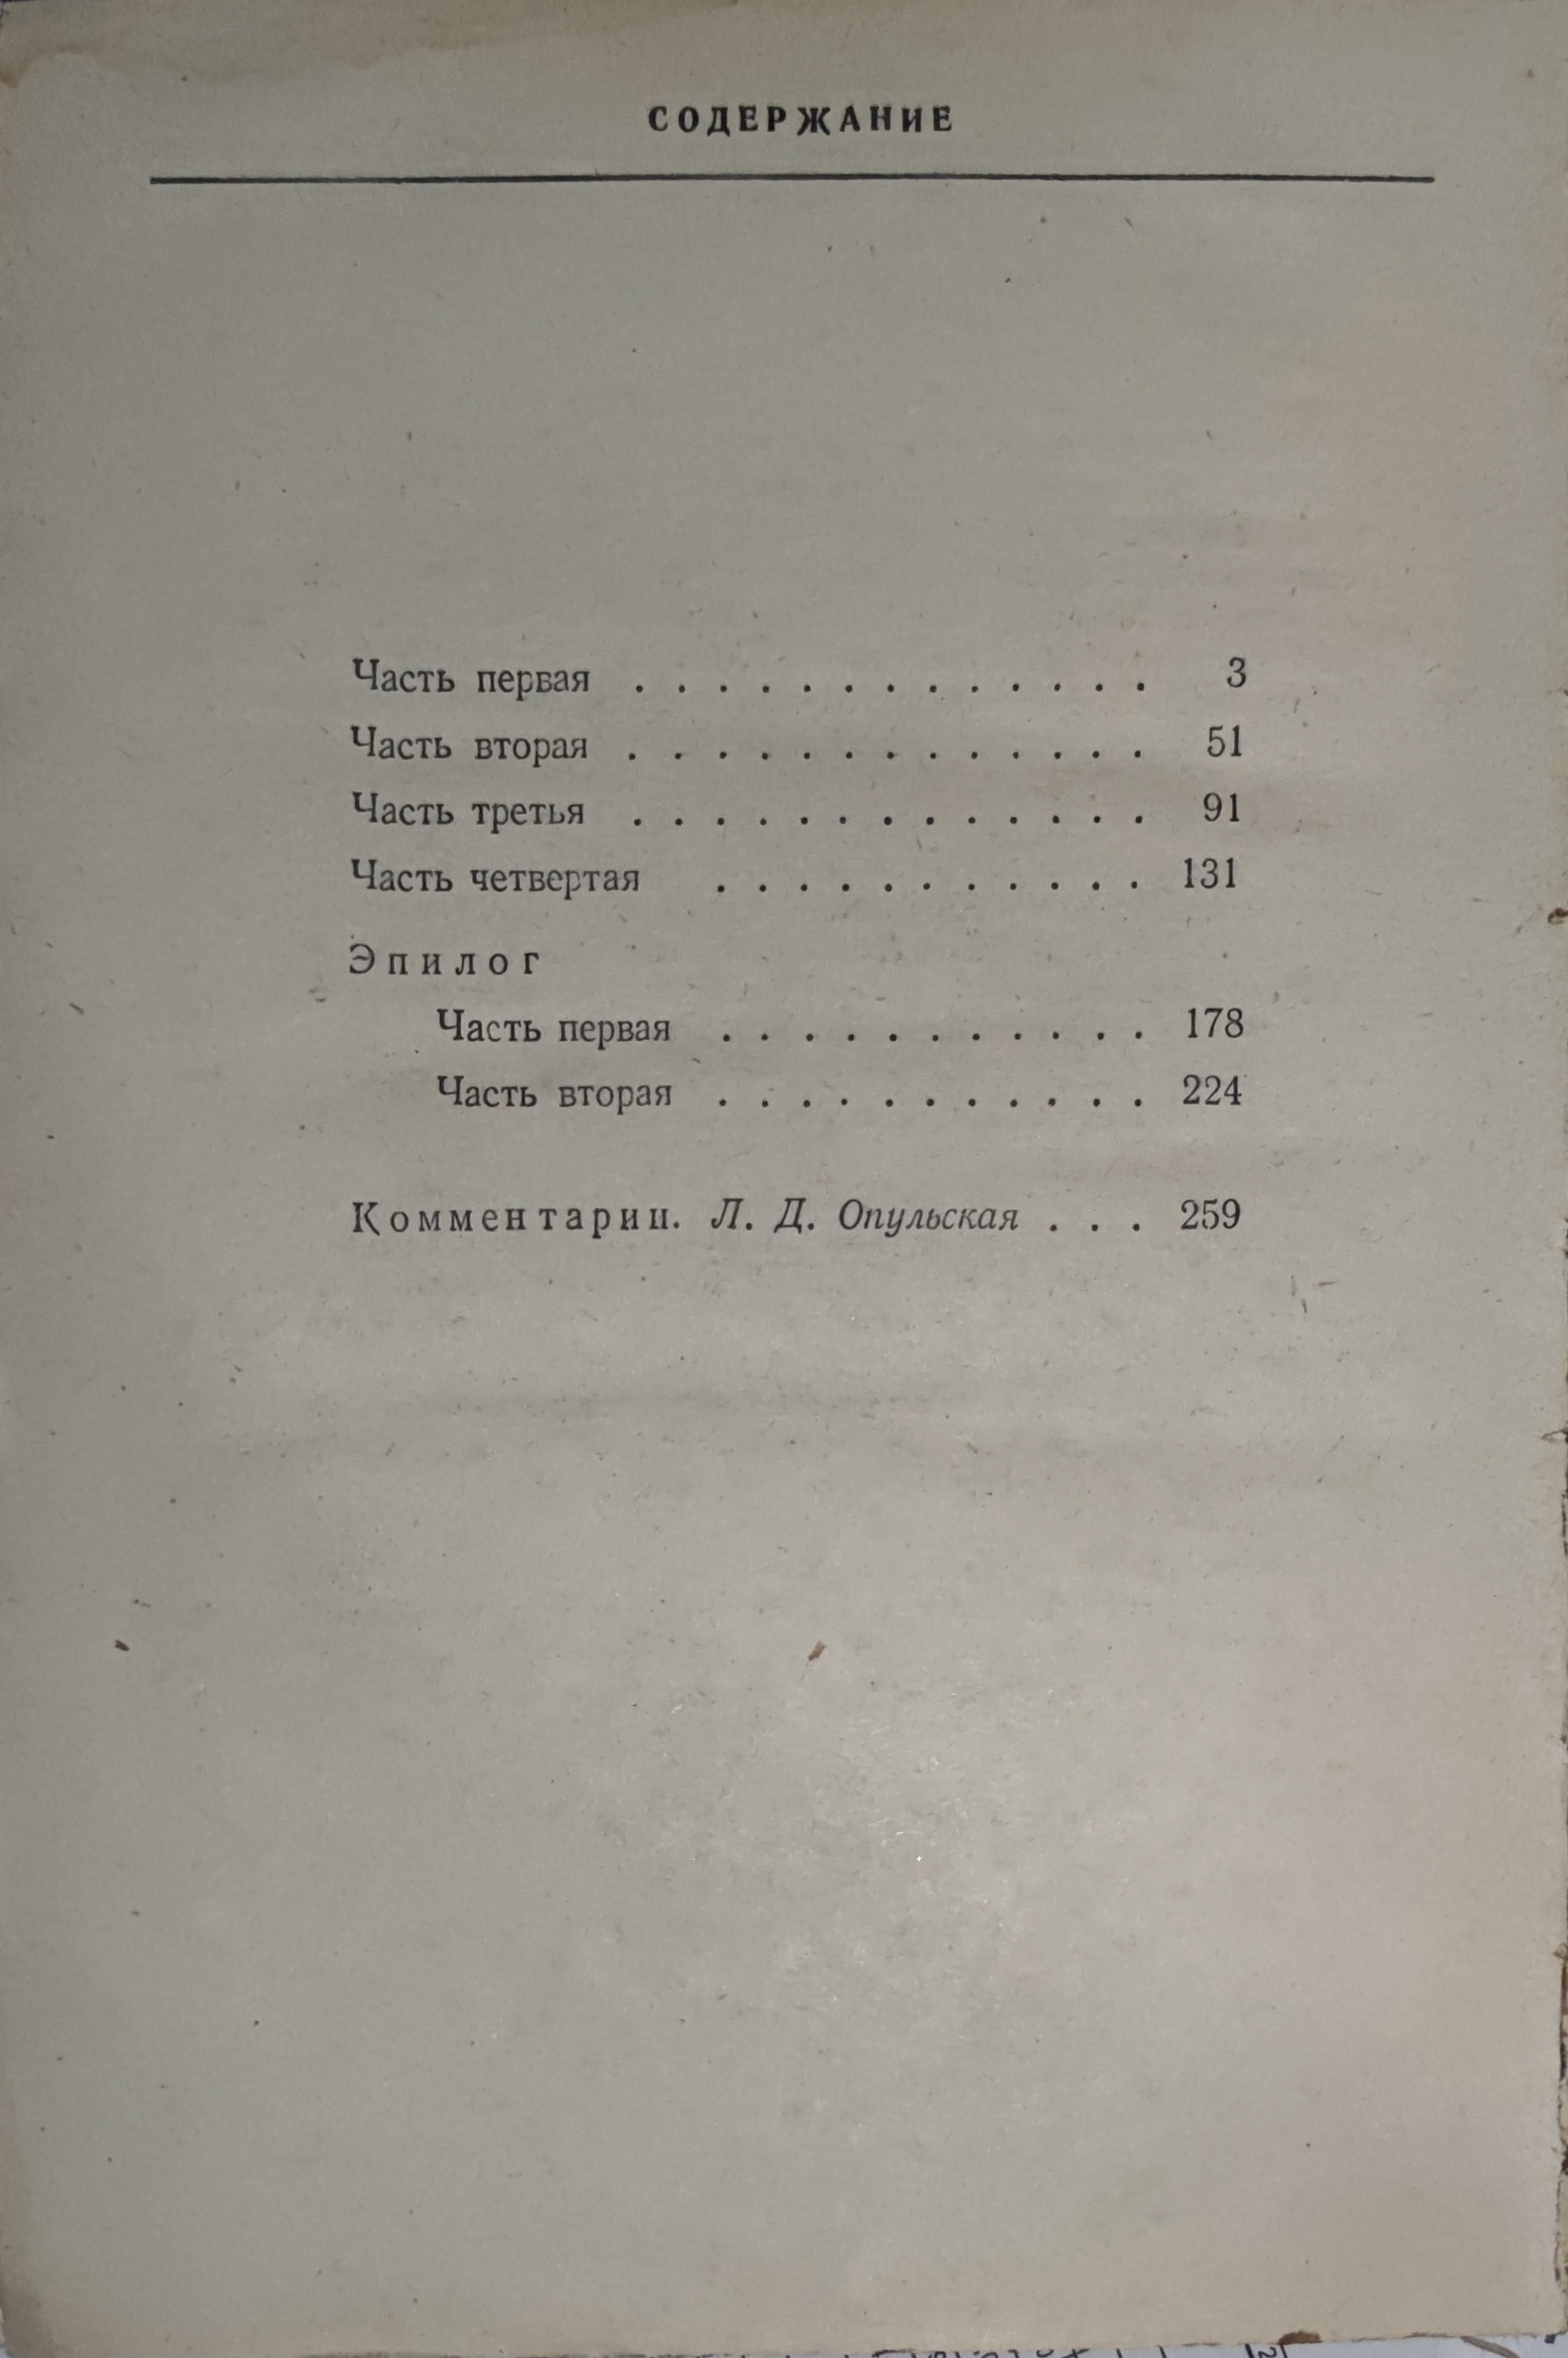 СОДЕРЖАНИЕ
Часть первая . . . . . . . . . . . . . 3
Часть вторая . . . . . . . . . . . . . 51
Часть третья . . . . . . . . . . . . . 91
Часть четвертая . . . . . . . . . . . 131
Эпилог
Часть первая . . . . . . . . . . . 178
Часть вторая . . . . . . . . . . . 224
Комментарии. Л. Д. Опульская . . . 259